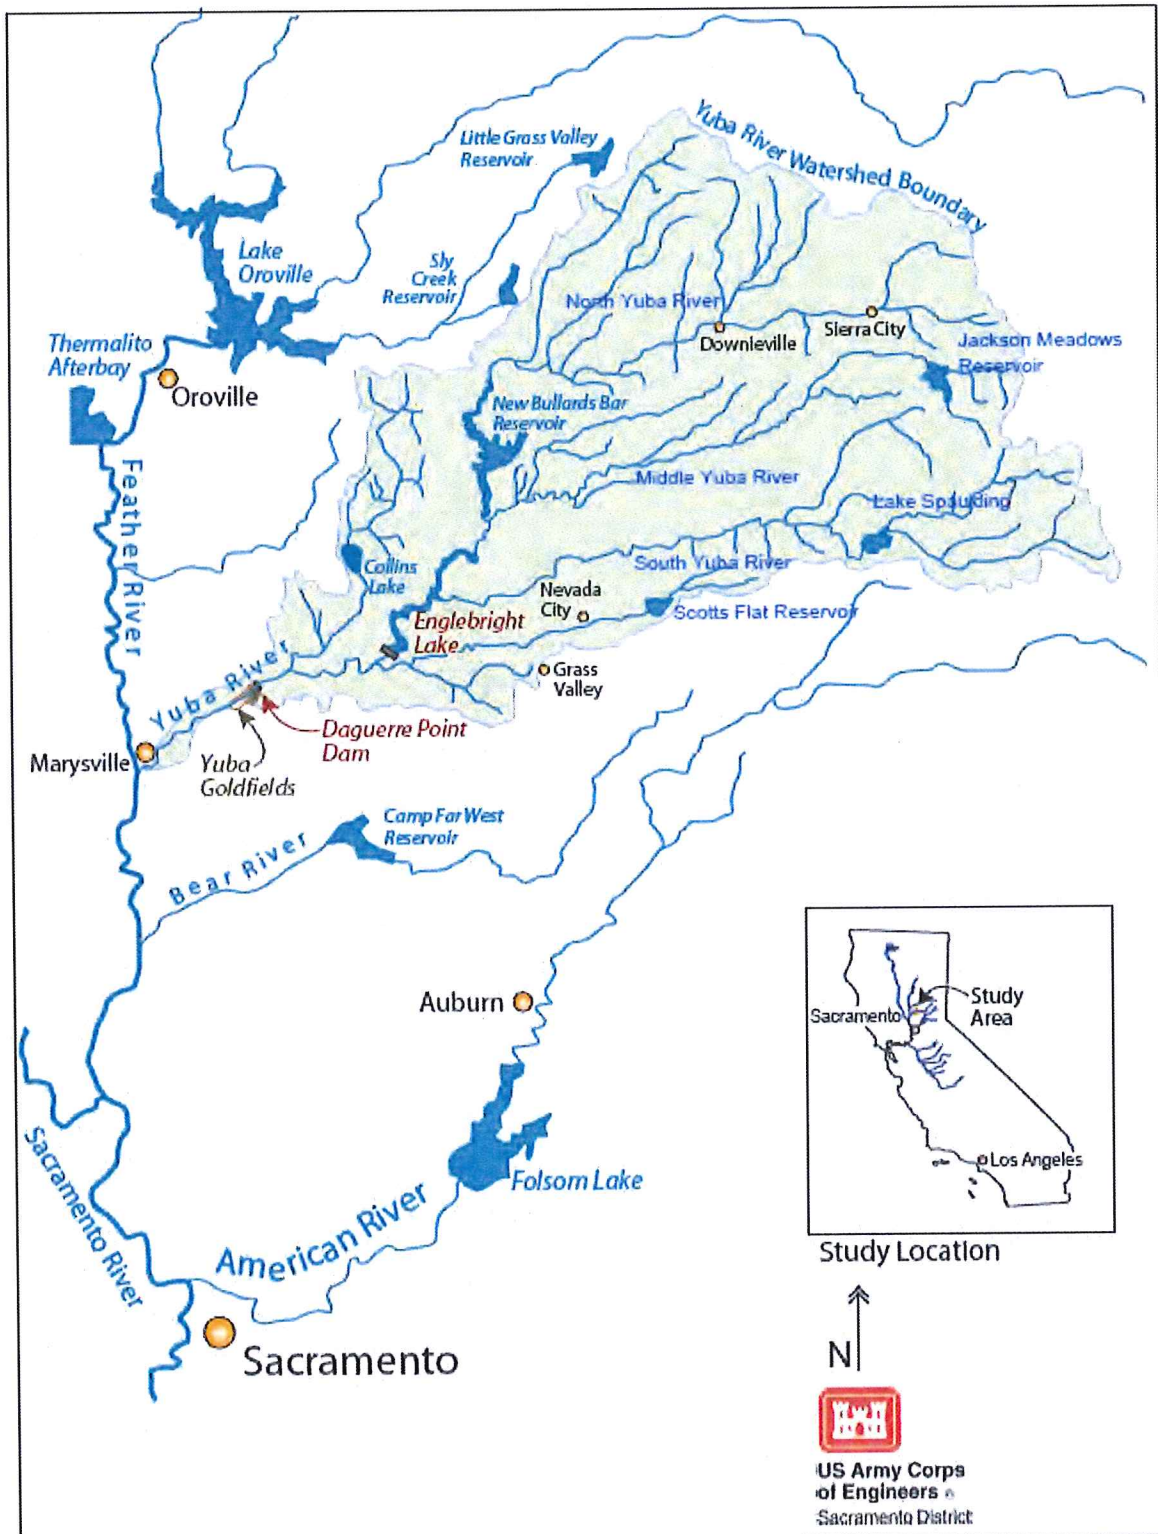 Yuba River Watershed Boundary
Little Grass Valley
Reservoir
Lake
Oroville
Sly
Creek
Reservoir
North Yuba River
Downleville
Sierra City
Jackson Meadows
Reservoir
Thermalito
Afterbay
Oroville
New Bullards Bar
Reservoir
Feather River
Middle Yuba River
Lake Spaulding
Collins
Lake
South Yuba River
Nevada
City
Scotts Flat Reservoir
Englebright
Lake
Grass
Valley
Yuba River
Daguerre Point
Dam
Marysville
Yuba
Goldfields
Camp Far West
Reservoir
Bear River
Auburn
Study
Area
Sacramento
Los Angeles
Study Location
Sacramento River
Folsom Lake
American River
Sacramento
N
US Army Corps
of Engineers ®
Sacramento District